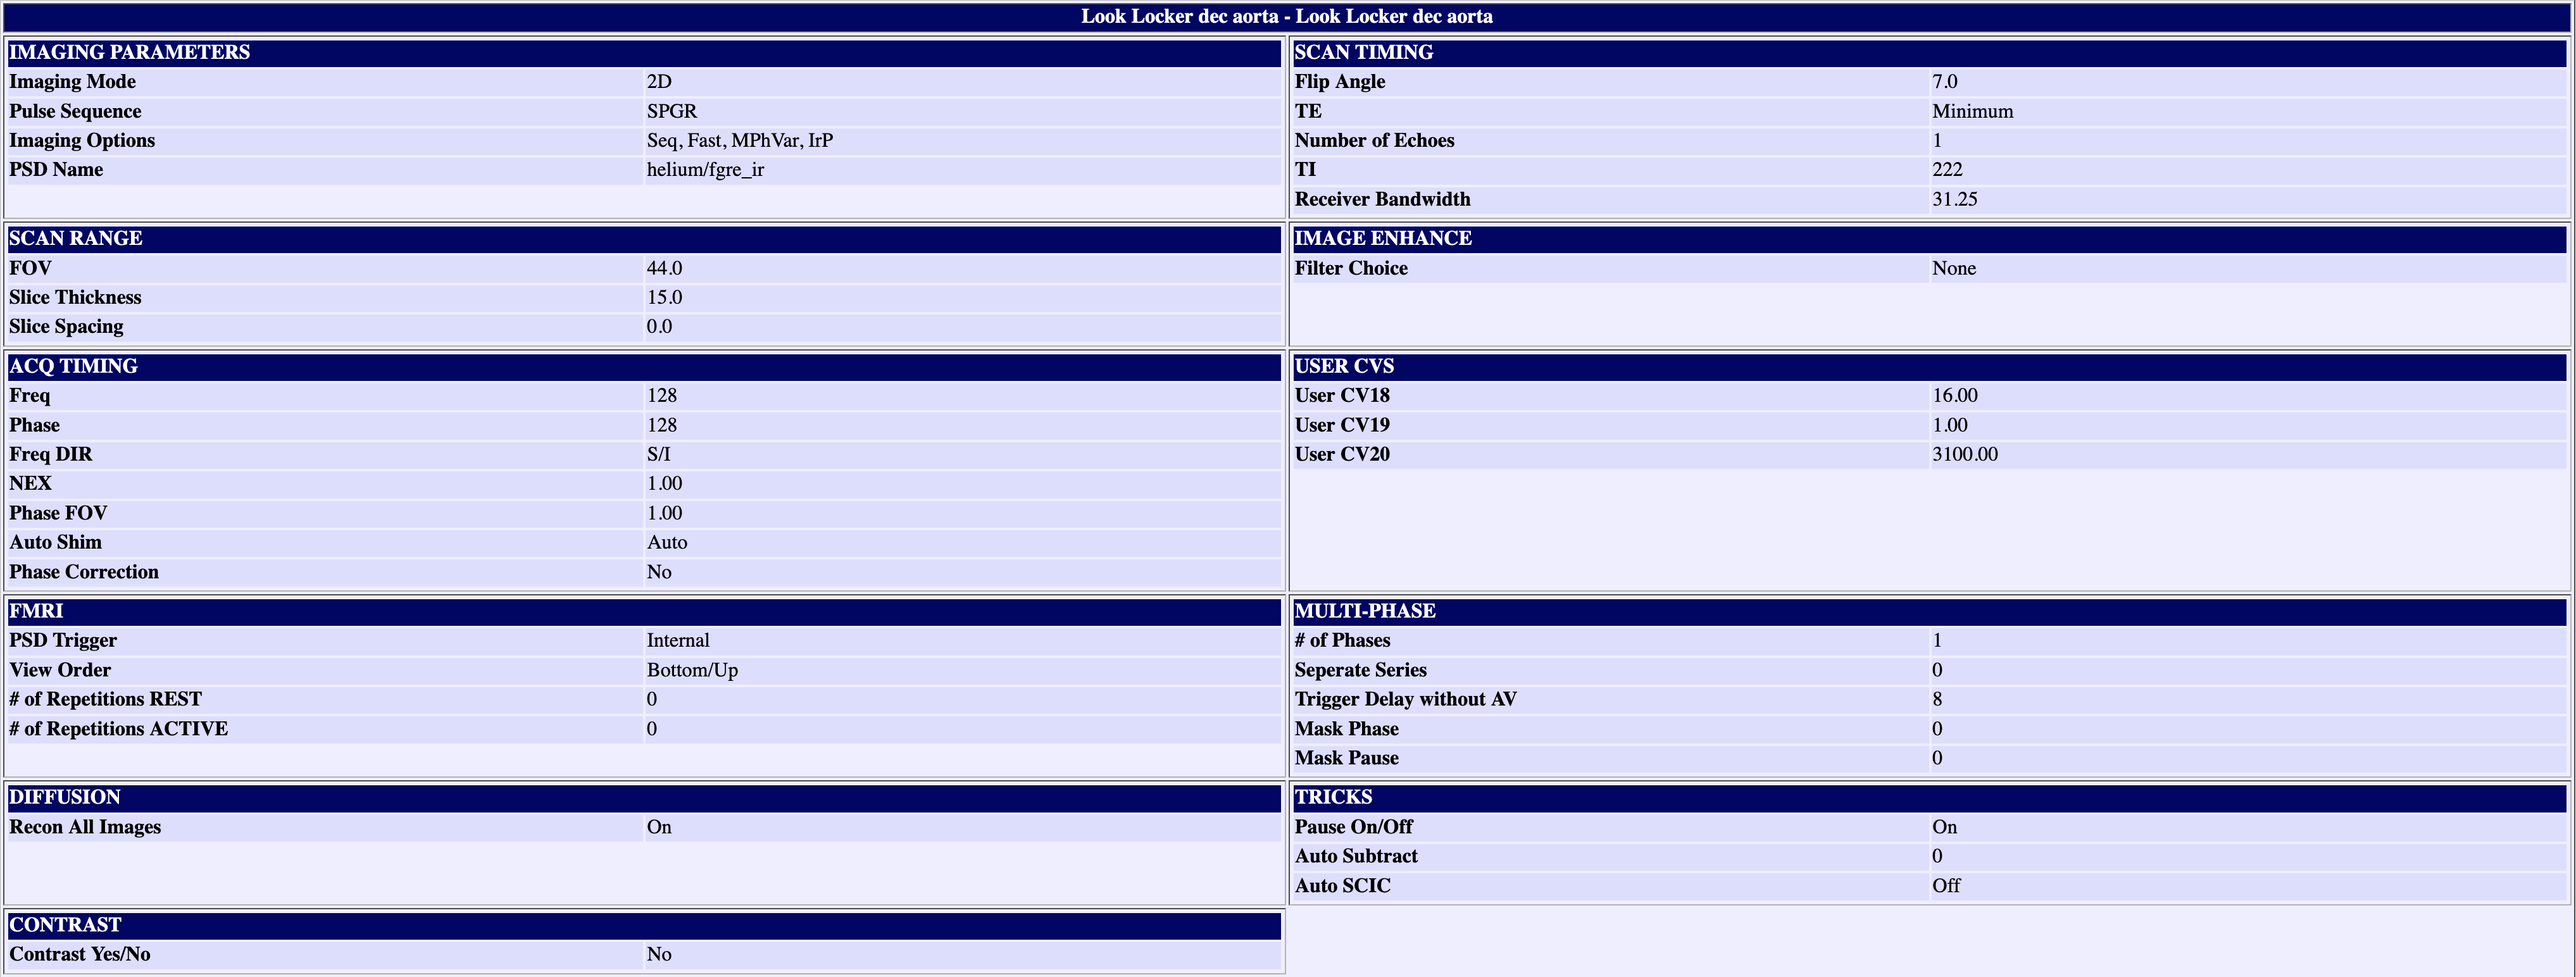 Look Locker dec aorta - Look Locker dec aorta
IMAGING PARAMETERS
Imaging Mode 2D
Pulse Sequence SPGR
Imaging Options Seq, Fast, MPhVar, IrP
PSD Name helium/fgre_ir
SCAN TIMING
Flip Angle 7.0
TE Minimum
Number of Echoes 1
TI 222
Receiver Bandwidth 31.25
SCAN RANGE
FOV 44.0
Slice Thickness 15.0
Slice Spacing 0.0
IMAGE ENHANCE
Filter Choice None
ACQ TIMING
Freq 128
Phase 128
Freq DIR S/I
NEX 1.00
Phase FOV 1.00
Auto Shim Auto
Phase Correction No
USER CVS
User CV18 16.00
User CV19 1.00
User CV20 3100.00
FMRI
PSD Trigger Internal
View Order Bottom/Up
# of Repetitions REST 0
# of Repetitions ACTIVE 0
MULTI-PHASE
# of Phases 1
Seperate Series 0
Trigger Delay without AV 8
Mask Phase 0
Mask Pause 0
DIFFUSION
Recon All Images On
TRICKS
Pause On/Off On
Auto Subtract 0
Auto SCIC Off
CONTRAST
Contrast Yes/No No